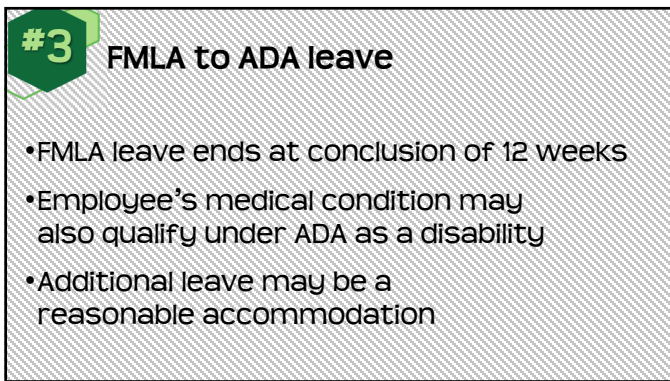 #3
FMLA to ADA leave
•FMLA leave ends at conclusion of 12 weeks
•Employee's medical condition may
also qualify under ADA as a disability
•Additional leave may be a
reasonable accommodation